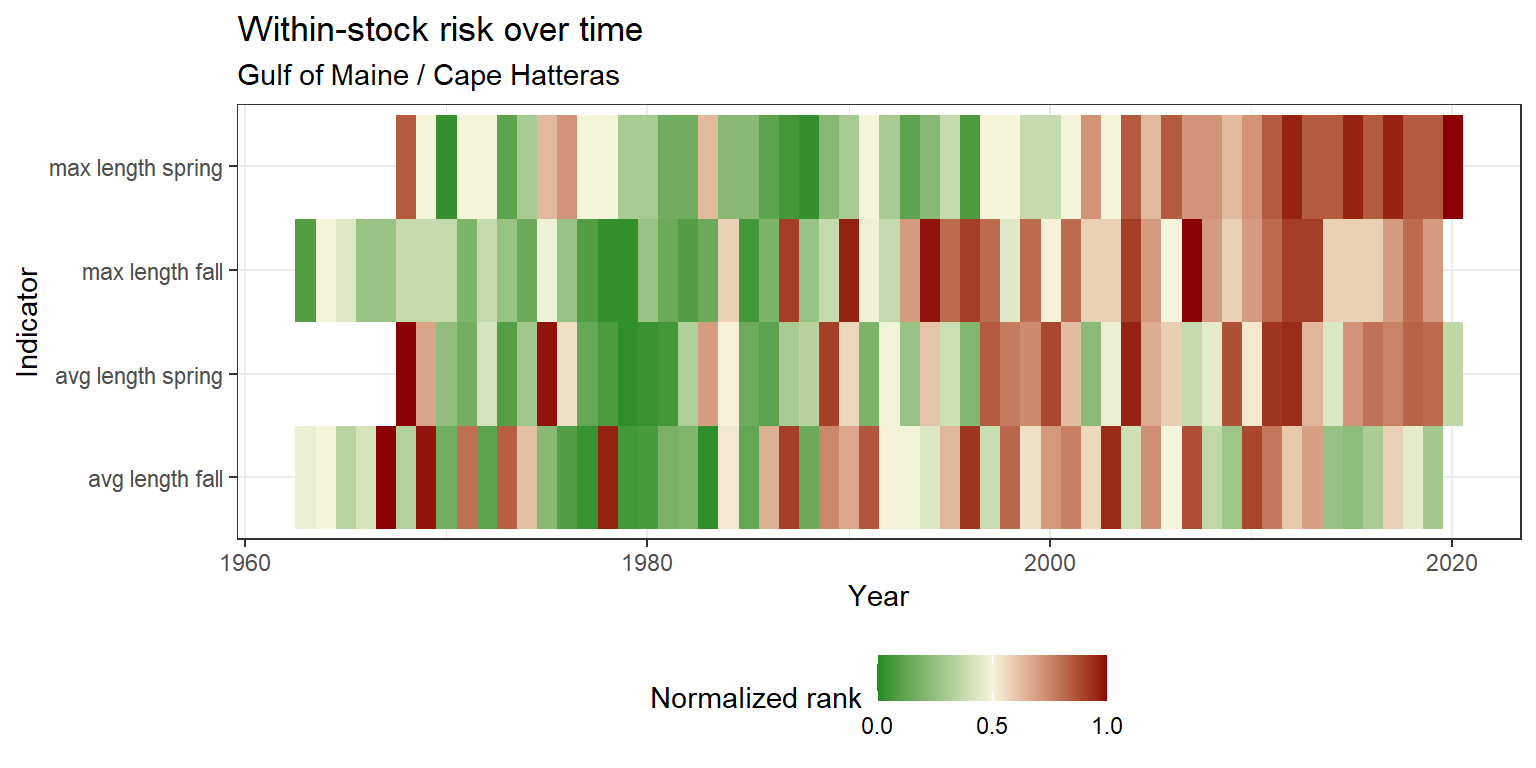 Within-stock risk over time
Gulf of Maine / Cape Hatteras
Indicator
max length spring
max length fall
avg length spring
avg length fall
1960 1980 2000 2020
Year
Normalized rank
0.0 0.5 1.0